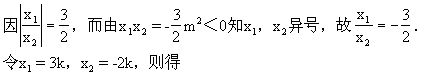 因|x₁/x₂|=3/2，而由x₁x₂=-3/2m²＜0知x₁，x₂异号，故x₁/x₂=-3/2．
令x₁=3k，x₂=-2k，则得